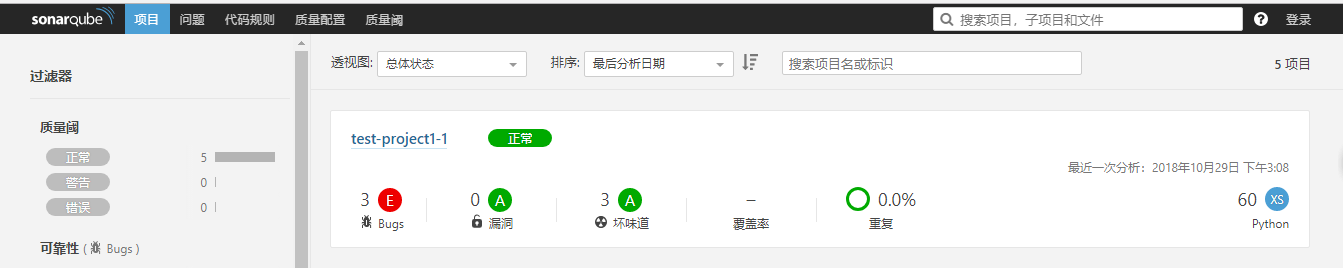 sonarqube 项目 问题 代码规则 质量配置 质量阈 搜索项目，子项目和文件 ? 登录
过滤器
透视图: 总体状态 排序: 最后分析日期 搜索项目名或标识 5 项目
质量阈
正常 5
警告 0
错误 0
可靠性 ( Bugs )
test-project1-1 正常
最近一次分析：2018年10月29日 下午3:08
3 E 0 A 3 A – 0.0% 60 XS
Bugs 漏洞 坏味道 覆盖率 重复 Python